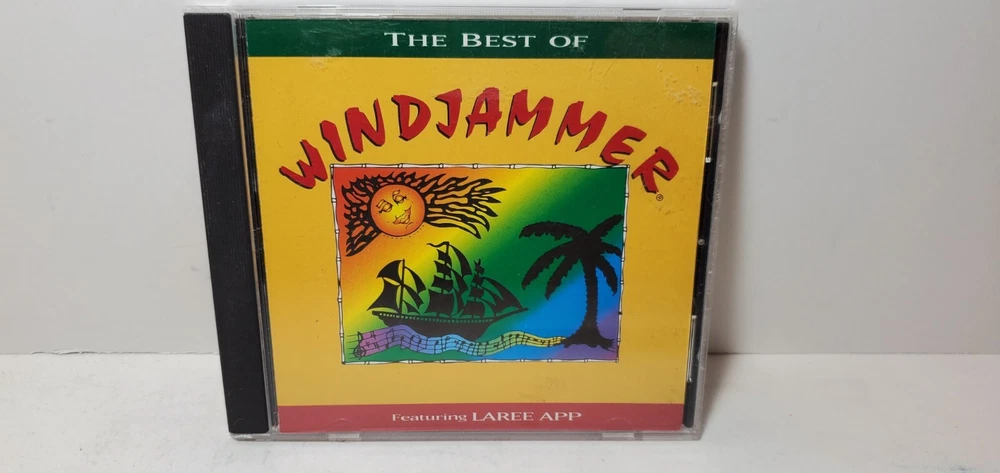 THE BEST OF
WINDJAMMER®
Featuring LAREE APP